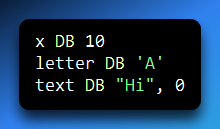 x DB 10
letter DB 'A'
text DB "Hi", 0